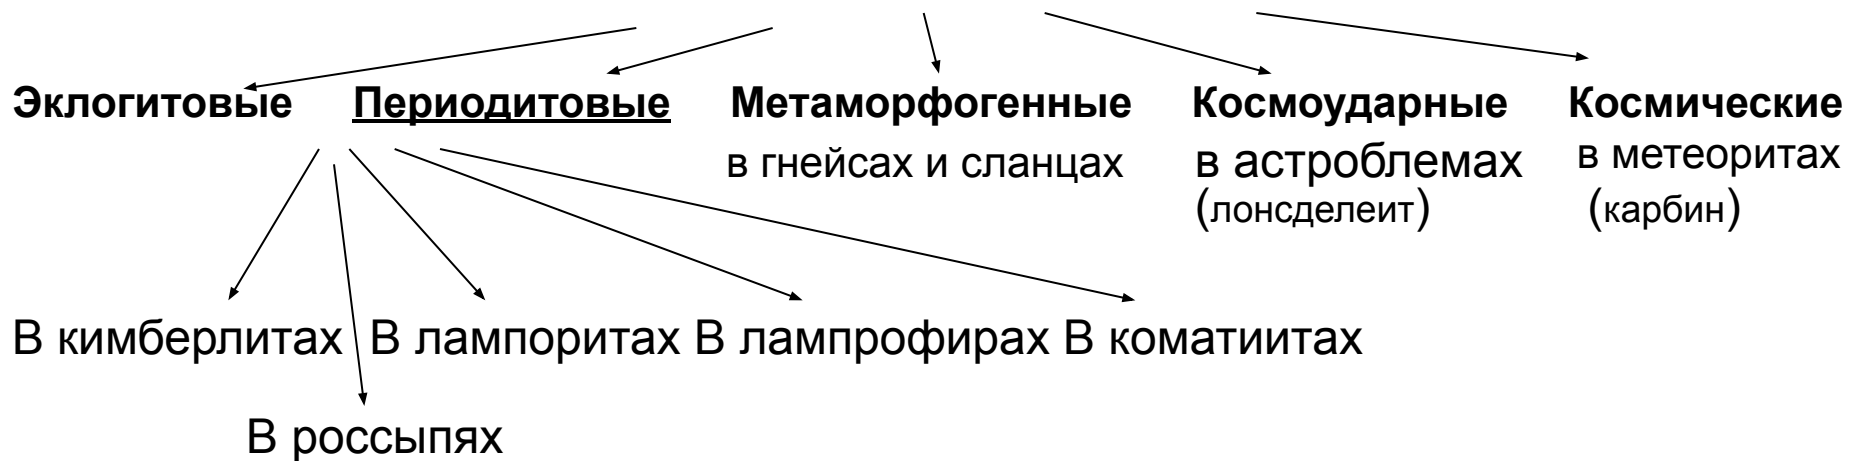 Эклогитовые Периодитовые Метаморфогенные Космоударные Космические
в гнейсах и сланцах в астроблемах в метеоритах
(лонсделеит) (карбин)
В кимберлитах В лампоритах В лампрофирах В коматиитах
В россыпях